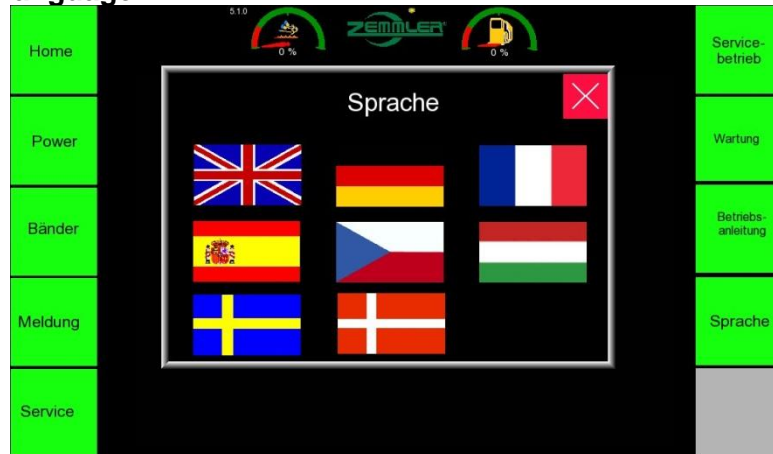 5.1.0
ZEMMLER
0 %
0 %
Home
Power
Bänder
Meldung
Service
Sprache
Service-
betrieb
Wartung
Betriebs-
anleitung
Sprache